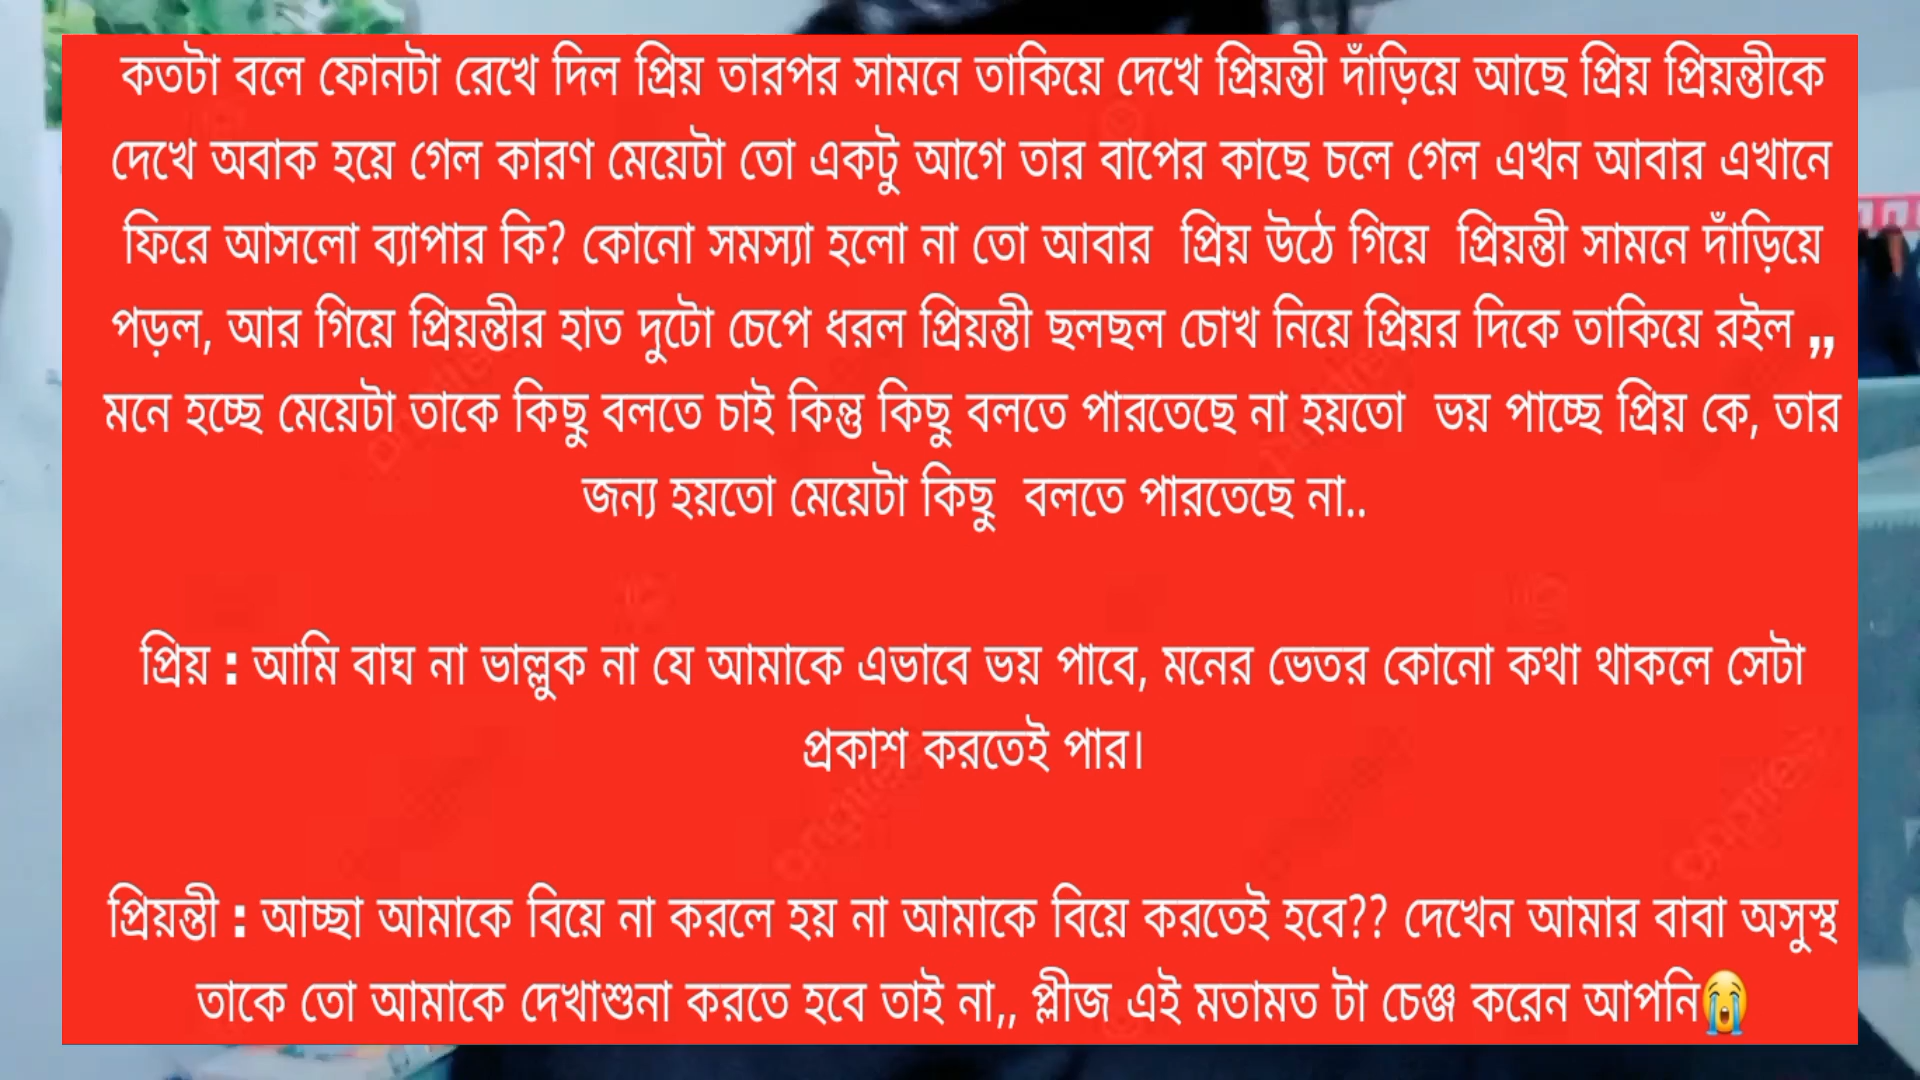 কতটা বলে ফোনটা রেখে দিল প্রিয় তারপর সামনে তাকিয়ে দেখে প্রিয়ন্তী দাঁড়িয়ে আছে প্রিয় প্রিয়ন্তীকে
দেখে অবাক হয়ে গেল কারণ মেয়েটা তো একটু আগে তার বাপের কাছে চলে গেল এখন আবার এখানে
ফিরে আসলো ব্যাপার কি? কোনো সমস্যা হলো না তো আবার  প্রিয় উঠে গিয়ে  প্রিয়ন্তী সামনে দাঁড়িয়ে
পড়ল, আর গিয়ে প্রিয়ন্তীর হাত দুটো চেপে ধরল প্রিয়ন্তী ছলছল চোখ নিয়ে প্রিয়র দিকে তাকিয়ে রইল ,,
মনে হচ্ছে মেয়েটা তাকে কিছু বলতে চাই কিন্তু কিছু বলতে পারতেছে না হয়তো  ভয় পাচ্ছে প্রিয় কে, তার
জন্য হয়তো মেয়েটা কিছু  বলতে পারতেছে না..
প্রিয় : আমি বাঘ না ভাল্লুক না যে আমাকে এভাবে ভয় পাবে, মনের ভেতর কোনো কথা থাকলে সেটা
প্রকাশ করতেই পার।
প্রিয়ন্তী : আচ্ছা আমাকে বিয়ে না করলে হয় না আমাকে বিয়ে করতেই হবে?? দেখেন আমার বাবা অসুস্থ
তাকে তো আমাকে দেখাশুনা করতে হবে তাই না,, প্লীজ এই মতামত টা চেঞ্জ করেন আপনি😭